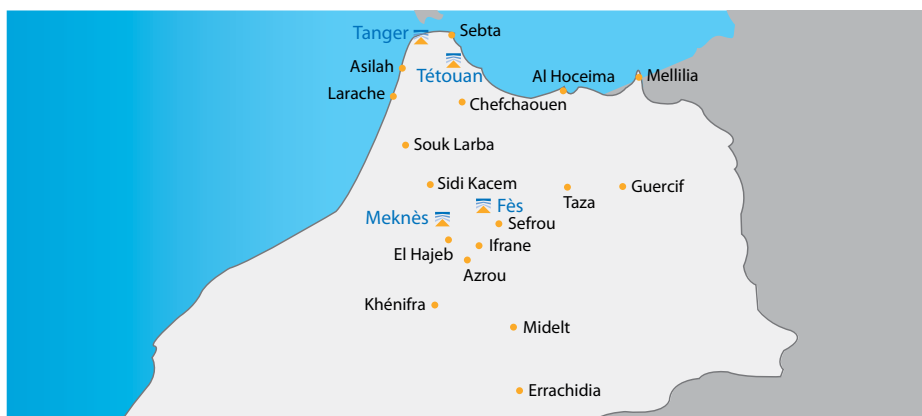 Tanger
Sebta
Asilah
Tétouan
Al Hoceima
Mellilia
Larache
Chefchaouen
Souk Larba
Sidi Kacem
Taza
Guercif
Fès
Meknès
Sefrou
El Hajeb
Ifrane
Azrou
Khénifra
Midelt
Errachidia